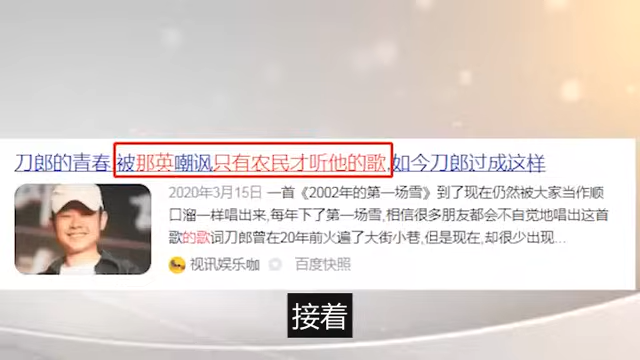 刀郎的青春,被那英嘲讽只有农民才听他的歌,如今刀郎过成这样
2020年3月15日 一首《2002年的第一场雪》到了现在仍然被大家当作顺
口溜一样唱出来,每年下了第一场雪,相信很多朋友都会不自觉地唱出这首
歌的歌词刀郎曾在20年前火遍了大街小巷,但是现在,却很少出现...
视讯娱乐咖 百度快照
接着